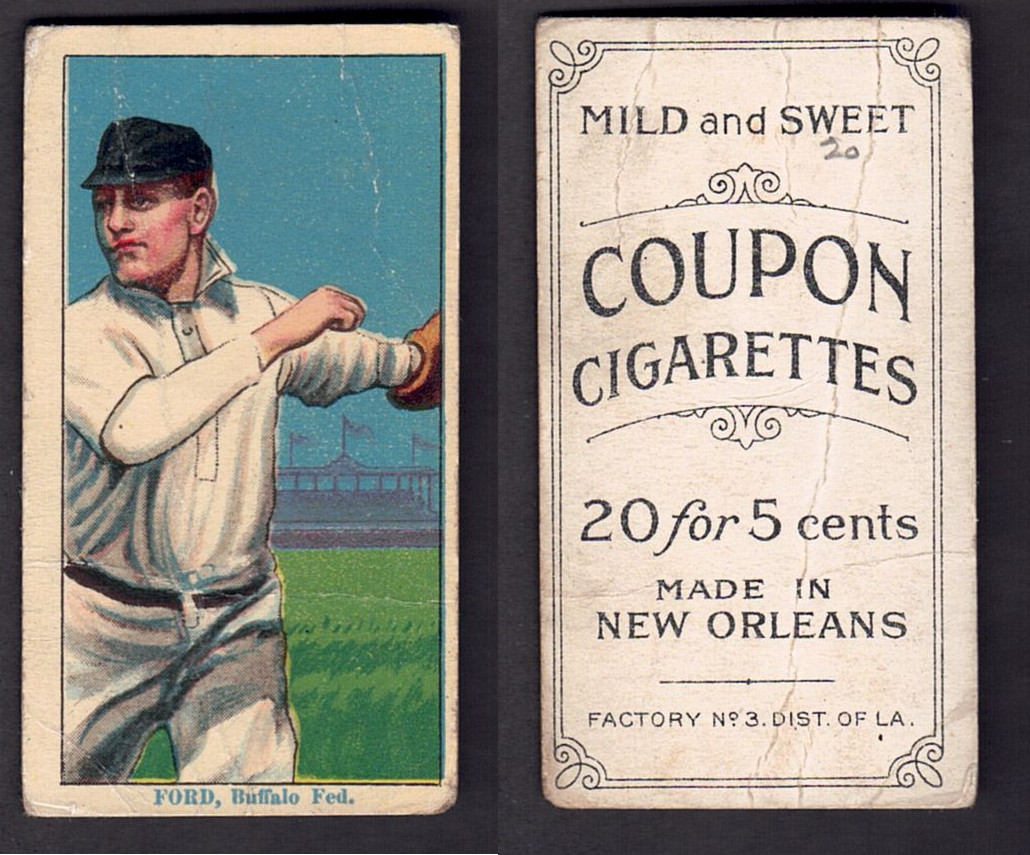 FORD, Buffalo Fed.
MILD and SWEET
20
COUPON
CIGARETTES
20 for 5 cents
MADE IN
NEW ORLEANS
FACTORY Nº 3. DIST. OF LA.